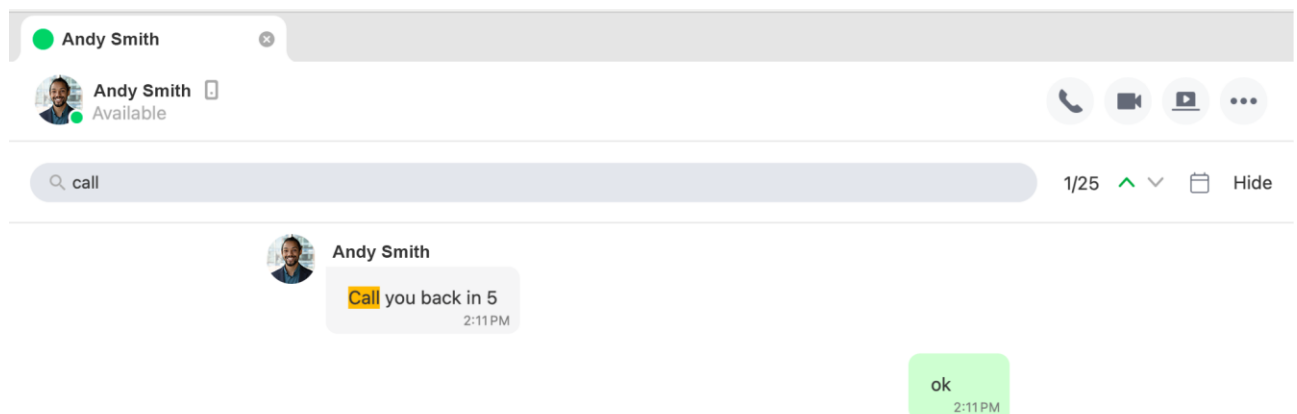 Andy Smith
Andy Smith
Available
call 1/25 Hide
Andy Smith
Call you back in 5
2:11 PM
ok
2:11 PM